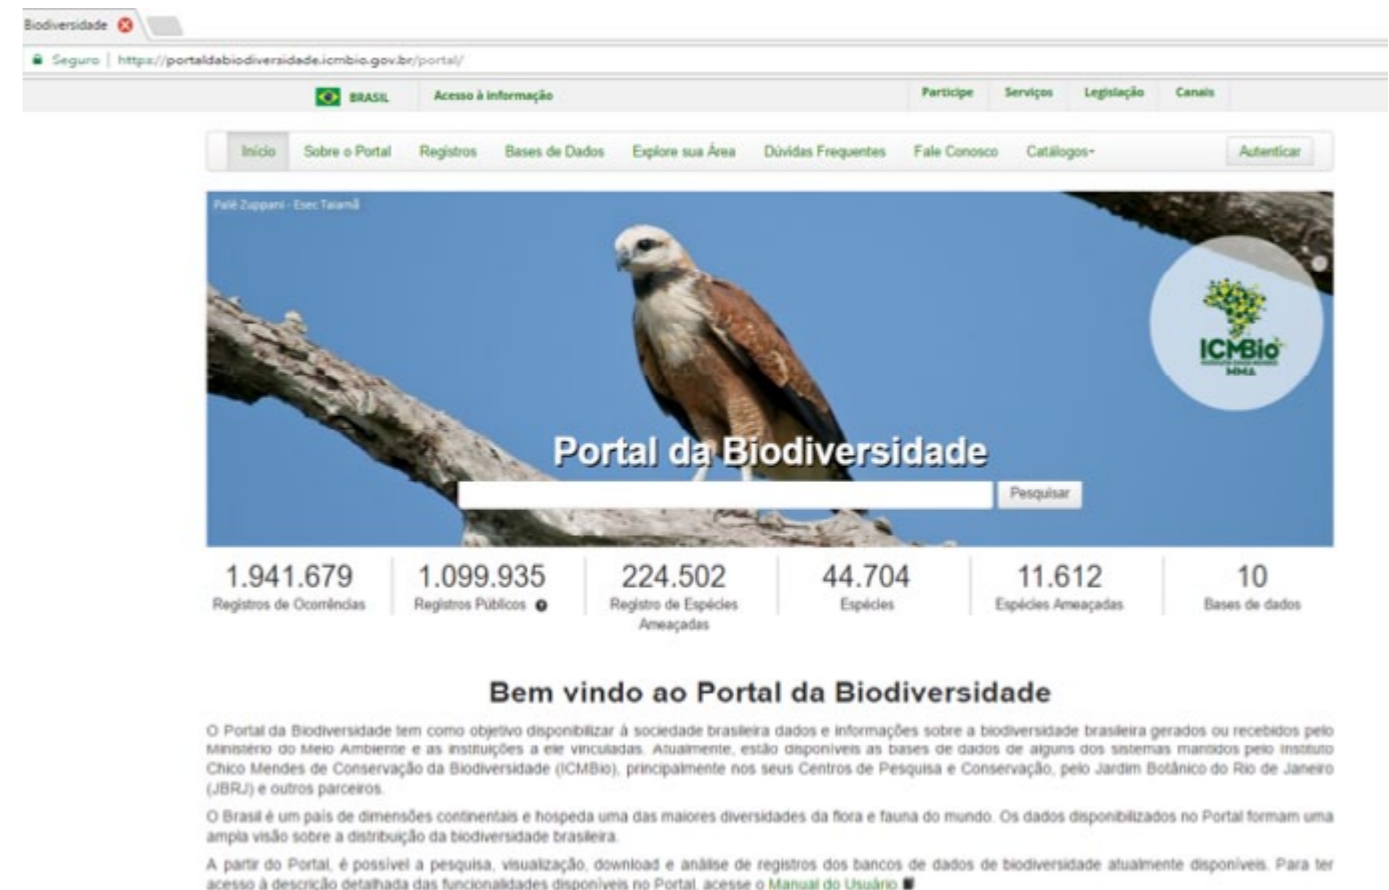 Biodiversidade
Seguro | https://portaldabiodiversidade.icmbio.gov.br/portal/
BRASIL Acesso à informação Participe Serviços Legislação Canais
Início Sobre o Portal Registros Bases de Dados Explore sua Área Dúvidas Frequentes Fale Conosco Catálogos Autenticar
Palê Zuppani - Esec Taiamã
ICMBio
MMA
Portal da Biodiversidade
Pesquisar
1.941.679 1.099.935 224.502 44.704 11.612 10
Registros de Ocorrências Registros Públicos Registro de Espécies Espécies Espécies Ameaçadas Bases de dados
Ameaçadas
Bem vindo ao Portal da Biodiversidade
O Portal da Biodiversidade tem como objetivo disponibilizar à sociedade brasileira dados e informações sobre a biodiversidade brasileira gerados ou recebidos pelo
Ministério do Meio Ambiente e as instituições a ele vinculadas. Atualmente, estão disponíveis as bases de dados de alguns dos sistemas mantidos pelo Instituto
Chico Mendes de Conservação da Biodiversidade (ICMBio), principalmente nos seus Centros de Pesquisa e Conservação, pelo Jardim Botânico do Rio de Janeiro
(JBRJ) e outros parceiros.
O Brasil é um país de dimensões continentais e hospeda uma das maiores diversidades da flora e fauna do mundo. Os dados disponibilizados no Portal formam uma
ampla visão sobre a distribuição da biodiversidade brasileira.
A partir do Portal, é possível a pesquisa, visualização, download e análise de registros dos bancos de dados de biodiversidade atualmente disponíveis. Para ter
acesso à descrição detalhada das funcionalidades disponíveis no Portal, acesse o Manual do Usuário